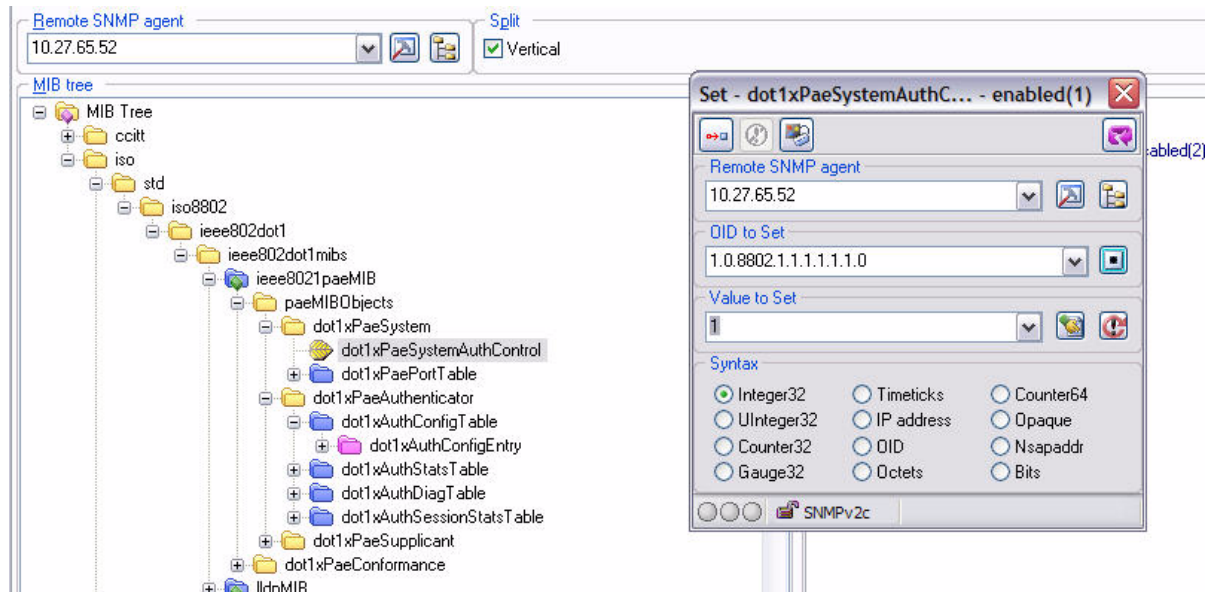 Remote SNMP agent
10.27.65.52
Split
Vertical
MIB tree
MIB Tree
ccitt
iso
std
iso8802
ieee802dot1
ieee802dot1mibs
ieee8021paeMIB
paeMIBObjects
dot1xPaeSystem
dot1xPaeSystemAuthControl
dot1xPaePortTable
dot1xPaeAuthenticator
dot1xAuthConfigTable
dot1xAuthConfigEntry
dot1xAuthStatsTable
dot1xAuthDiagTable
dot1xAuthSessionStatsTable
dot1xPaeSupplicant
dot1xPaeConformance
lldpMIB
Set - dot1xPaeSystemAuthC... - enabled(1)
abled(2)
Remote SNMP agent
10.27.65.52
OID to Set
1.0.8802.1.1.1.1.1.1.0
Value to Set
1
Syntax
Integer32 Timeticks Counter64
UInteger32 IP address Opaque
Counter32 OID Nsapaddr
Gauge32 Octets Bits
SNMPv2c